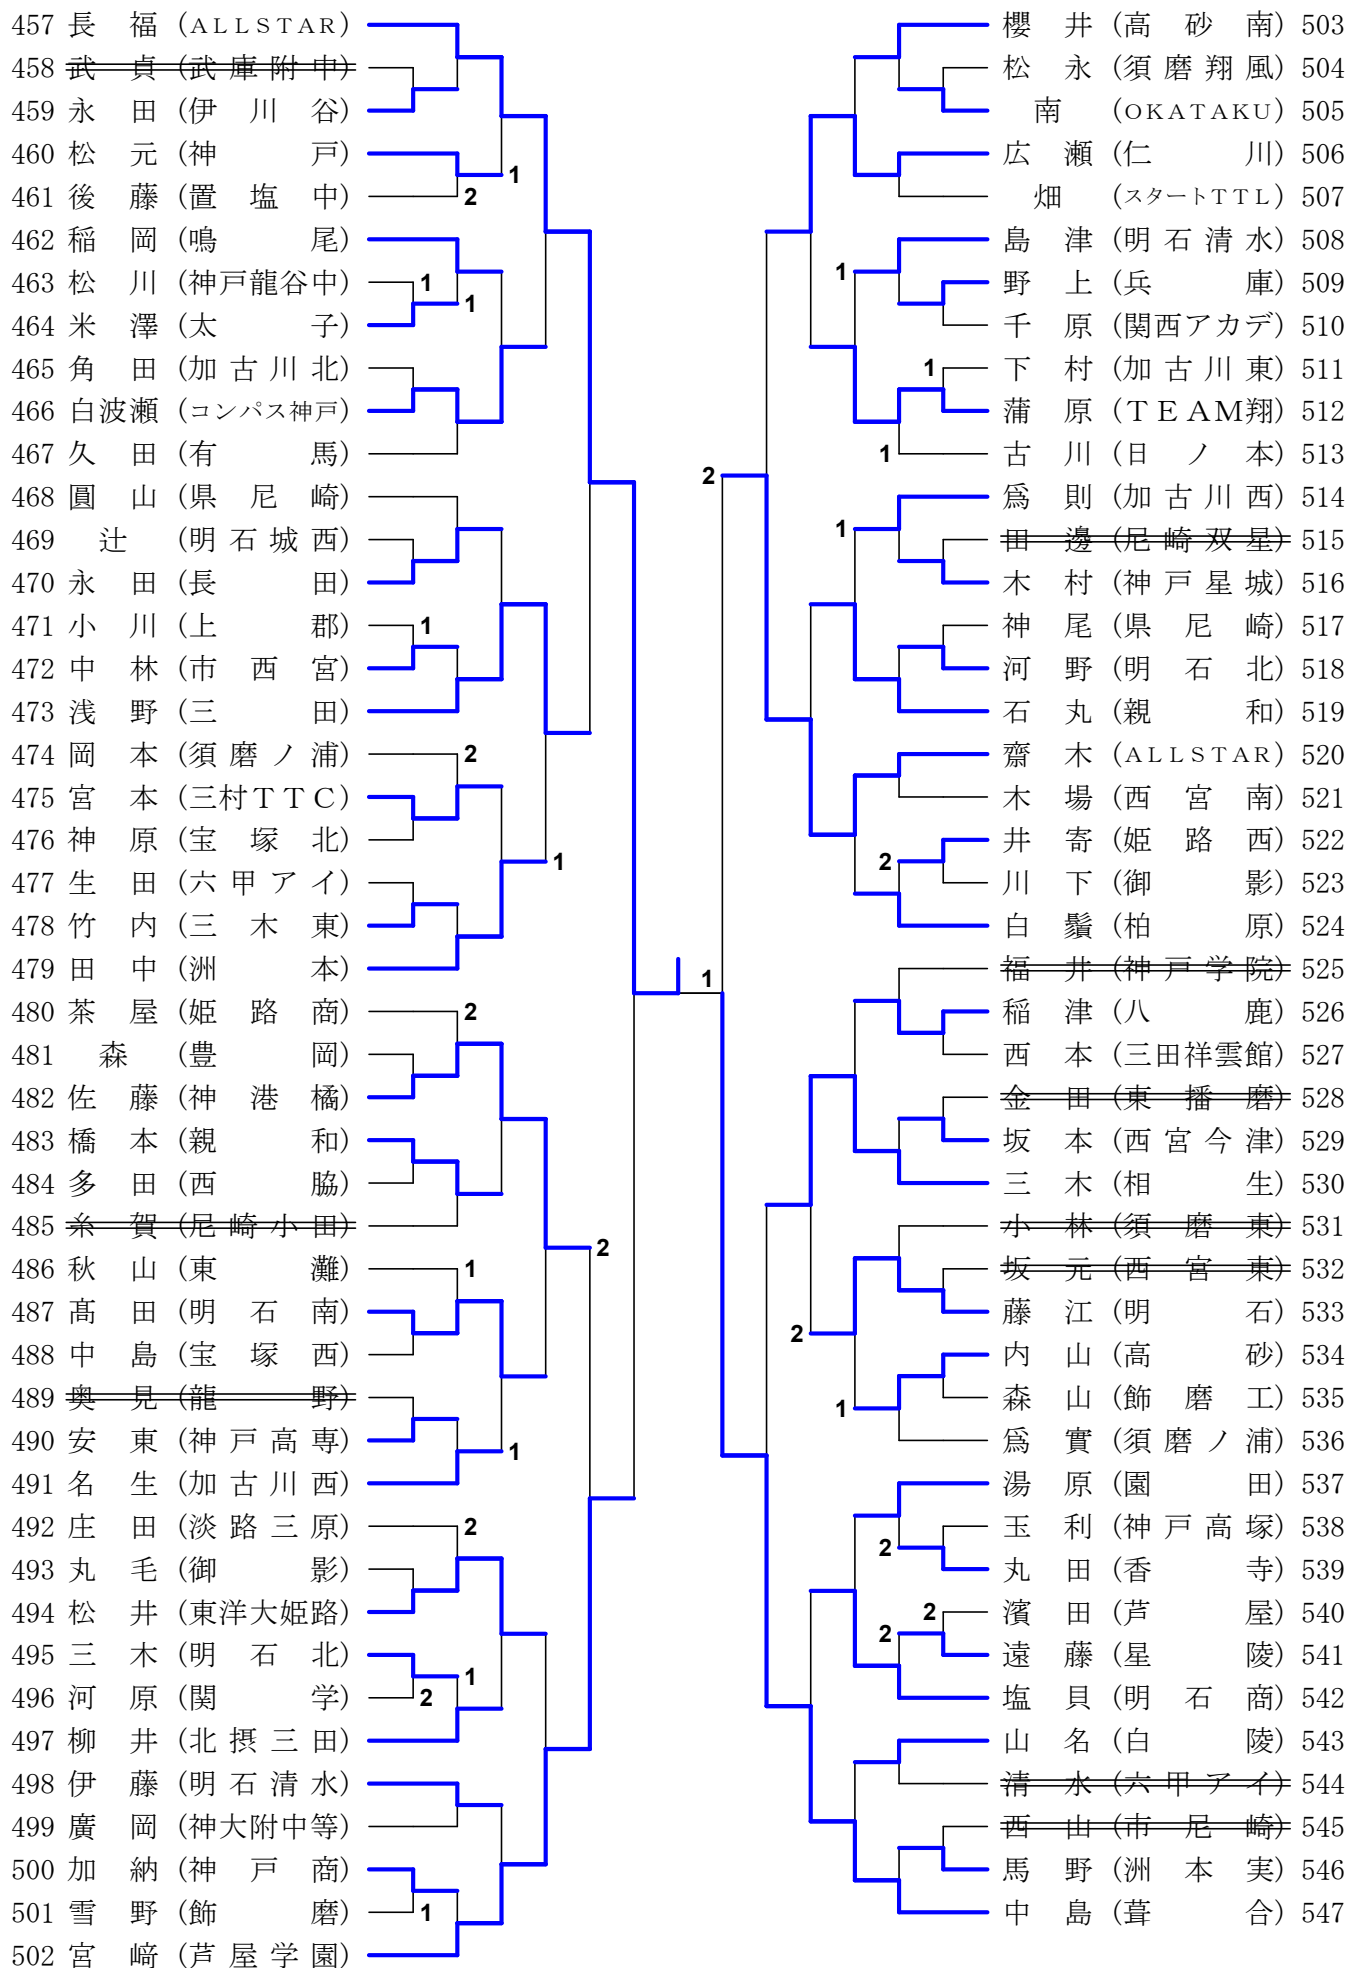 457 長福 (ALLSTAR)
458 武貞 (武庫附中)
459 永田 (伊川谷)
460 松元 (神戸)
1
461 後藤 (置塩中)
2
462 稲岡 (鳴尾)
463 松川 (神戸龍谷中)
1
1
464 米澤 (太子)
465 角田 (加古川北)
466 白波瀬 (コンパス神戸)
467 久田 (有馬)
468 圓山 (県尼崎)
469 辻 (明石城西)
470 永田 (長田)
471 小川 (上郡)
1
472 中林 (市西宮)
473 浅野 (三田)
474 岡本 (須磨ノ浦)
2
475 宮本 (三村TTC)
476 神原 (宝塚北)
1
477 生田 (六甲アイ)
478 竹内 (三木東)
479 田中 (洲本)
480 茶屋 (姫路商)
2
481 森 (豊岡)
482 佐藤 (神港橘)
483 橋本 (親和)
484 多田 (西脇)
485 糸賀 (尼崎小田)
2
486 秋山 (東灘)
1
487 髙田 (明石南)
488 中島 (宝塚西)
489 奥見 (龍野)
490 安東 (神戸高専)
1
491 名生 (加古川西)
492 庄田 (淡路三原)
2
493 丸毛 (御影)
494 松井 (東洋大姫路)
495 三木 (明石北)
1
496 河原 (関学)
2
497 柳井 (北摂三田)
498 伊藤 (明石清水)
499 廣岡 (神大附中等)
500 加納 (神戸商)
501 雪野 (飾磨)
1
502 宮﨑 (芦屋学園)
1
櫻井 (高砂南) 503
松永 (須磨翔風) 504
南 (OKATAKU) 505
広瀬 (仁川) 506
畑 (スタートTTL) 507
島津 (明石清水) 508
1
野上 (兵庫) 509
千原 (関西アカデ) 510
1
下村 (加古川東) 511
蒲原 (TEAM翔) 512
1
古川 (日ノ本) 513
2
爲則 (加古川西) 514
1
田邊 (尼崎双星) 515
木村 (神戸星城) 516
神尾 (県尼崎) 517
河野 (明石北) 518
石丸 (親和) 519
齋木 (ALLSTAR) 520
木場 (西宮南) 521
井寄 (姫路西) 522
2
川下 (御影) 523
白鬚 (柏原) 524
福井 (神戸学院) 525
稲津 (八鹿) 526
西本 (三田祥雲館) 527
金田 (東播磨) 528
坂本 (西宮今津) 529
三木 (相生) 530
小林 (須磨東) 531
坂元 (西宮東) 532
藤江 (明石) 533
2
内山 (高砂) 534
森山 (飾磨工) 535
1
爲實 (須磨ノ浦) 536
湯原 (園田) 537
玉利 (神戸高塚) 538
2
丸田 (香寺) 539
2
濱田 (芦屋) 540
2
遠藤 (星陵) 541
塩貝 (明石商) 542
山名 (白陵) 543
清水 (六甲アイ) 544
西山 (市尼崎) 545
馬野 (洲本実) 546
中島 (葺合) 547